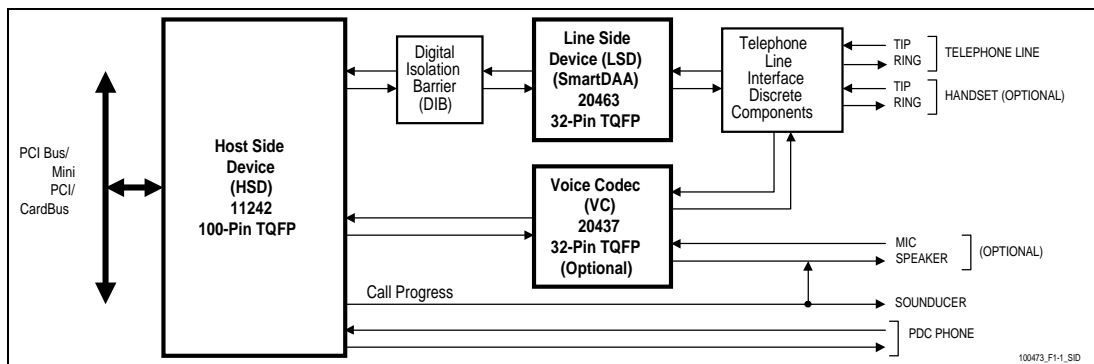 PCI Bus/
Mini
PCI/
CardBus
Host Side
Device
(HSD)
11242
100-Pin TQFP
Digital
Isolation
Barrier
(DIB)
Line Side
Device (LSD)
(SmartDAA)
20463
32-Pin TQFP
Telephone
Line
Interface
Discrete
Components
TIP
RING
TELEPHONE LINE
TIP
RING
HANDSET (OPTIONAL)
Voice Codec
(VC)
20437
32-Pin TQFP
(Optional)
MIC
SPEAKER
(OPTIONAL)
Call Progress
SOUNDUCER
PDC PHONE
100473_F1-1_SID